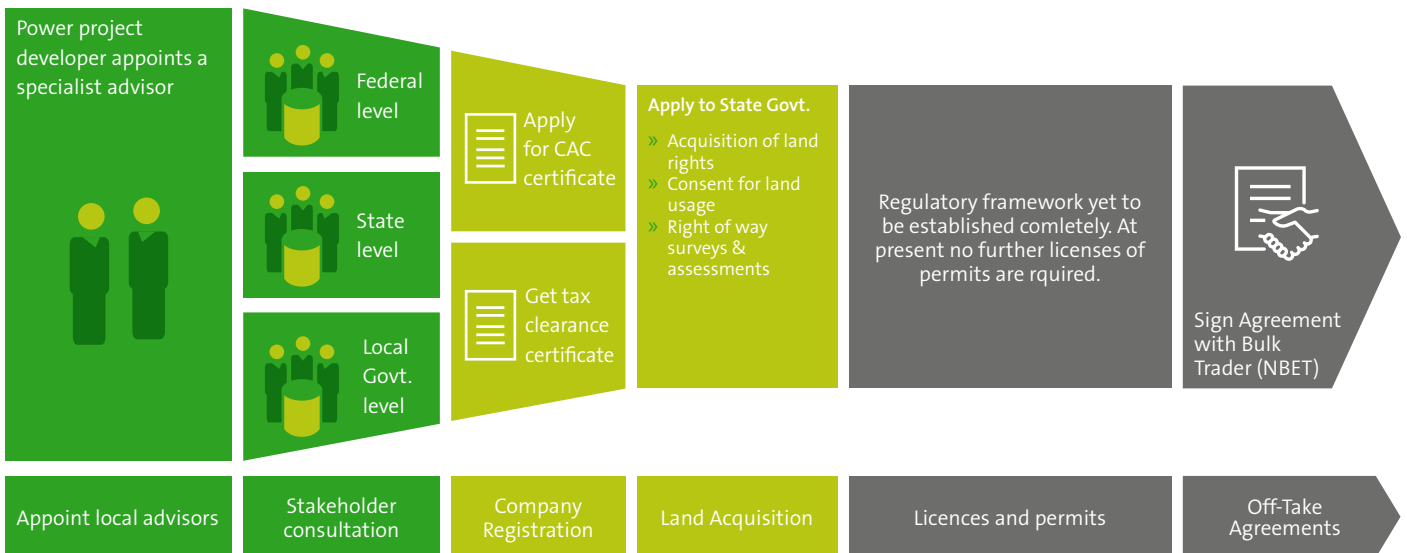 Power project
developer appoints a
specialist advisor
Federal
level
State
level
Local
Govt.
level
Apply
for CAC
certificate
Get tax
clearance
certificate
Apply to State Govt.
» Acquisition of land
rights
» Consent for land
usage
» Right of way
surveys &
assessments
Regulatory framework yet to
be established comletely. At
present no further licenses of
permits are rquired.
Sign Agreement
with Bulk
Trader (NBET)
Appoint local advisors
Stakeholder
consultation
Company
Registration
Land Acquisition
Licences and permits
Off-Take
Agreements